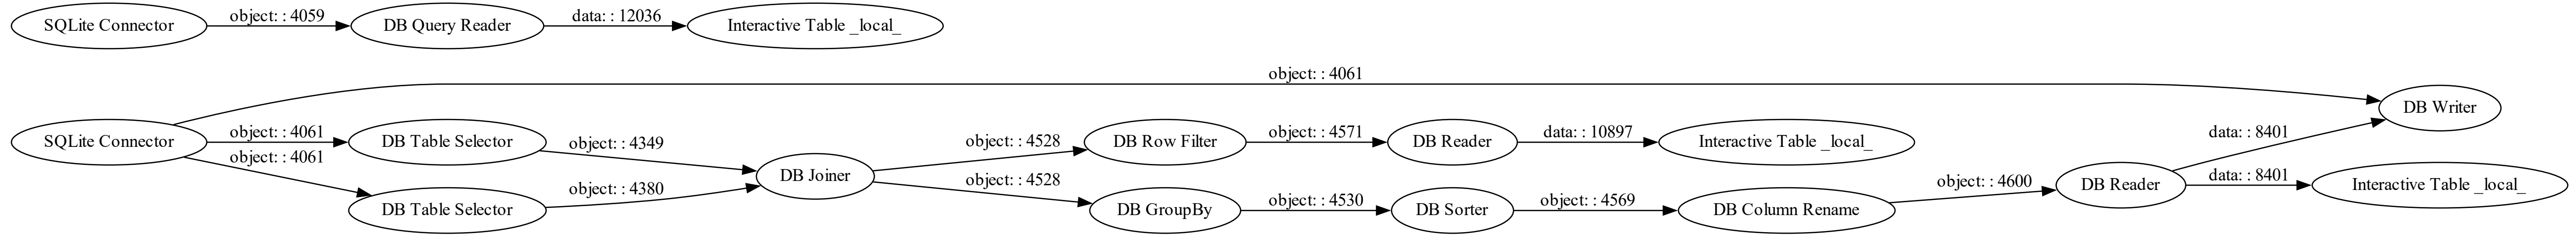 SQLite Connector
object: : 4059
DB Query Reader
data: : 12036
Interactive Table _local_
object: : 4061
SQLite Connector
object: : 4061
object: : 4061
DB Table Selector
object: : 4349
DB Table Selector
object: : 4380
DB Joiner
object: : 4528
object: : 4528
DB Row Filter
object: : 4571
DB Reader
data: : 10897
Interactive Table _local_
DB GroupBy
object: : 4530
DB Sorter
object: : 4569
DB Column Rename
object: : 4600
DB Reader
data: : 8401
data: : 8401
DB Writer
Interactive Table _local_